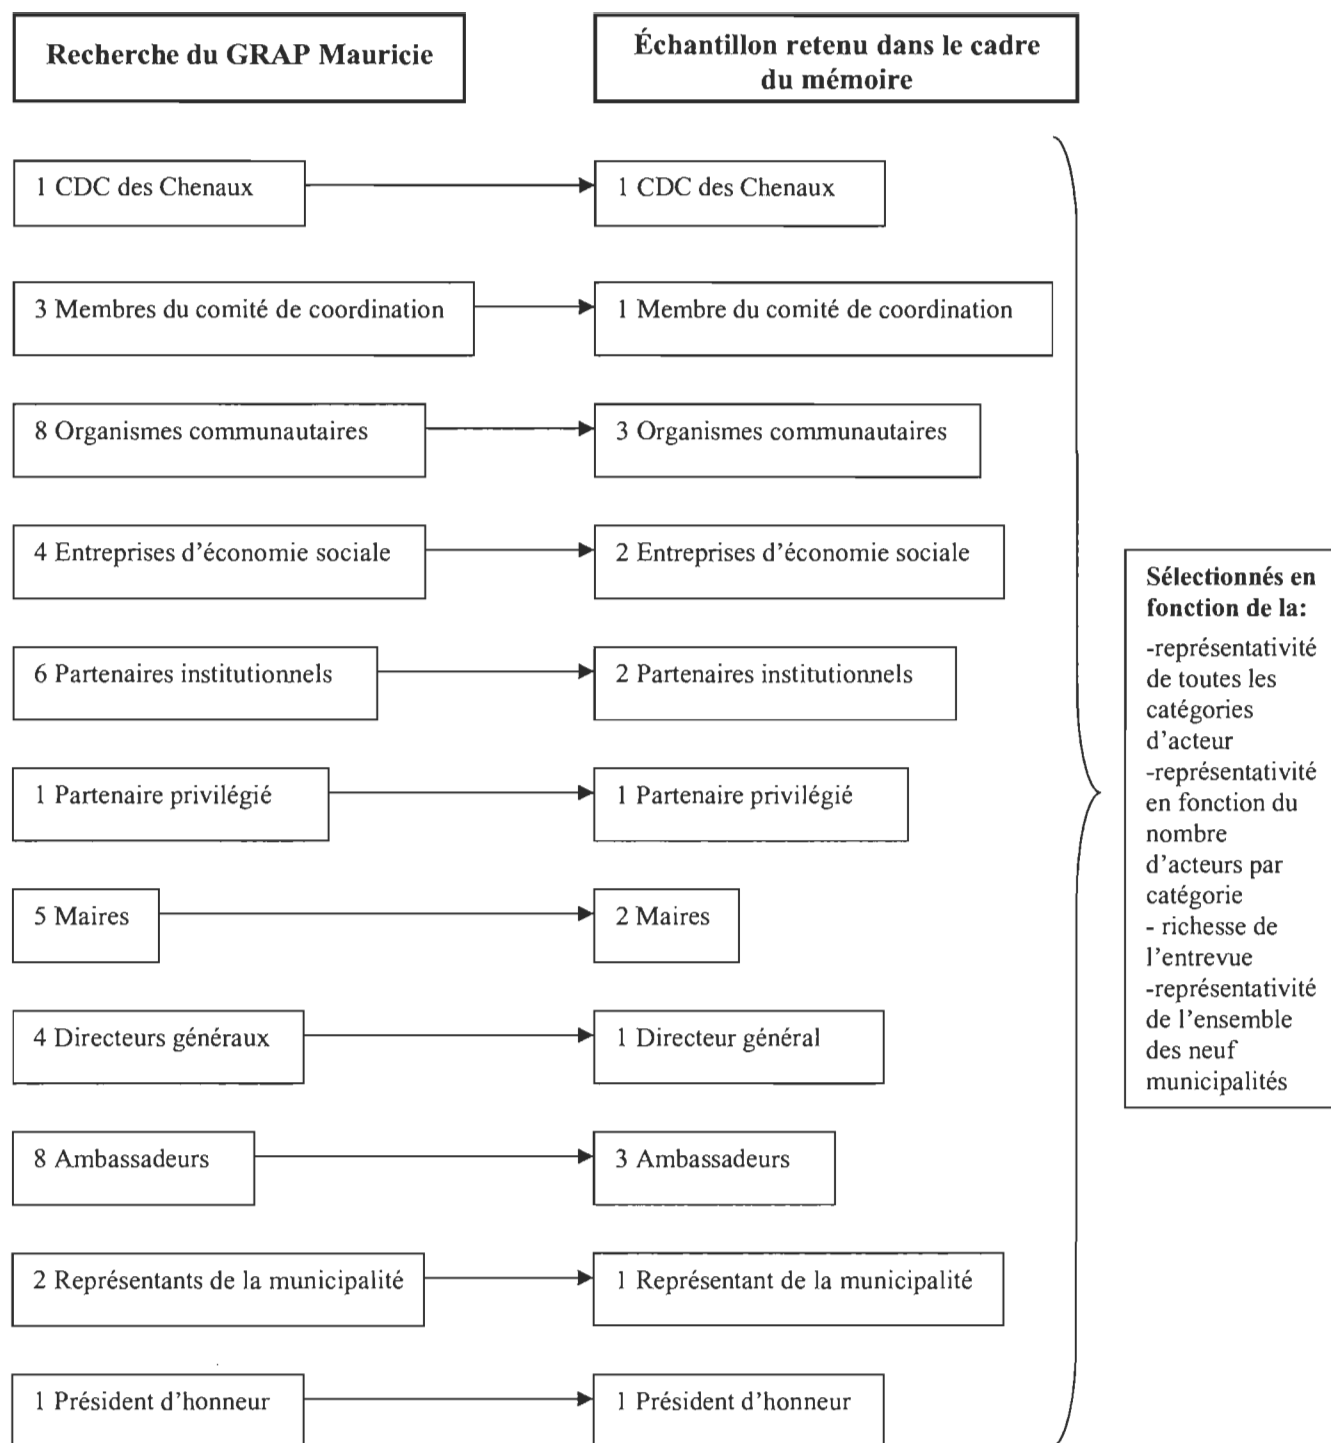 Recherche du GRAP Mauricie
Échantillon retenu dans le cadre
du mémoire
1 CDC des Chenaux
1 CDC des Chenaux
3 Membres du comité de coordination
1 Membre du comité de coordination
8 Organismes communautaires
3 Organismes communautaires
4 Entreprises d'économie sociale
2 Entreprises d'économie sociale
6 Partenaires institutionnels
2 Partenaires institutionnels
1 Partenaire privilégié
1 Partenaire privilégié
5 Maires
2 Maires
4 Directeurs généraux
1 Directeur général
8 Ambassadeurs
3 Ambassadeurs
2 Représentants de la municipalité
1 Représentant de la municipalité
1 Président d'honneur
1 Président d'honneur
Sélectionnés en
fonction de la:
-représentativité
de toutes les
catégories
d'acteur
-représentativité
en fonction du
nombre
d'acteurs par
catégorie
- richesse de
l'entrevue
-représentativité
de l'ensemble
des neuf
municipalités